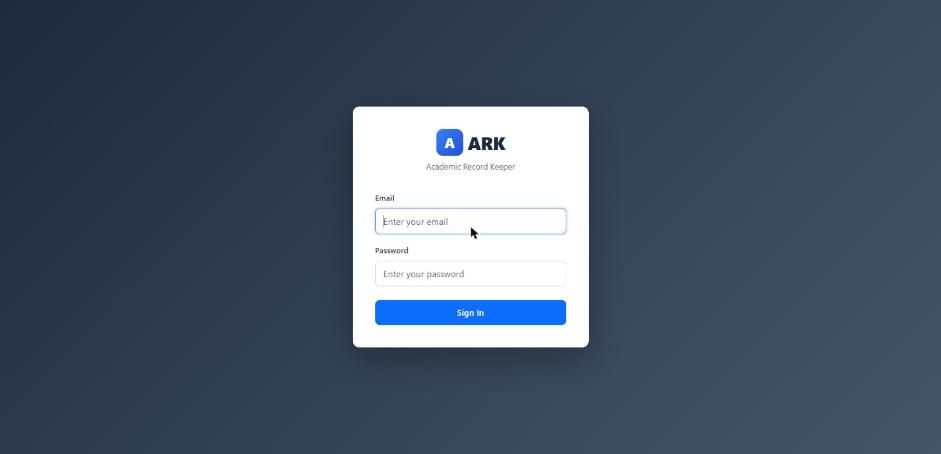 A ARK
Academic Record Keeper
Email
Enter your email
Password
Enter your password
Sign In